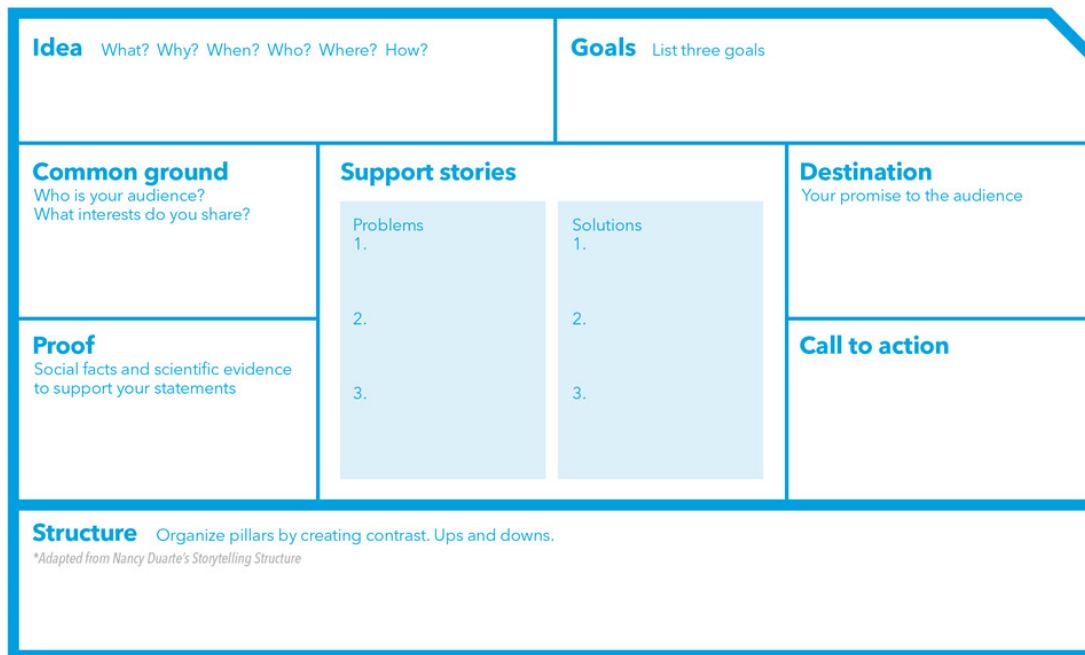 Idea What? Why? When? Who? Where? How?
Goals List three goals
Common ground
Who is your audience?
What interests do you share?
Support stories
Problems
1.
2.
3.
Solutions
1.
2.
3.
Destination
Your promise to the audience
Proof
Social facts and scientific evidence
to support your statements
Call to action
Structure Organize pillars by creating contrast. Ups and downs.
*Adapted from Nancy Duarte's Storytelling Structure